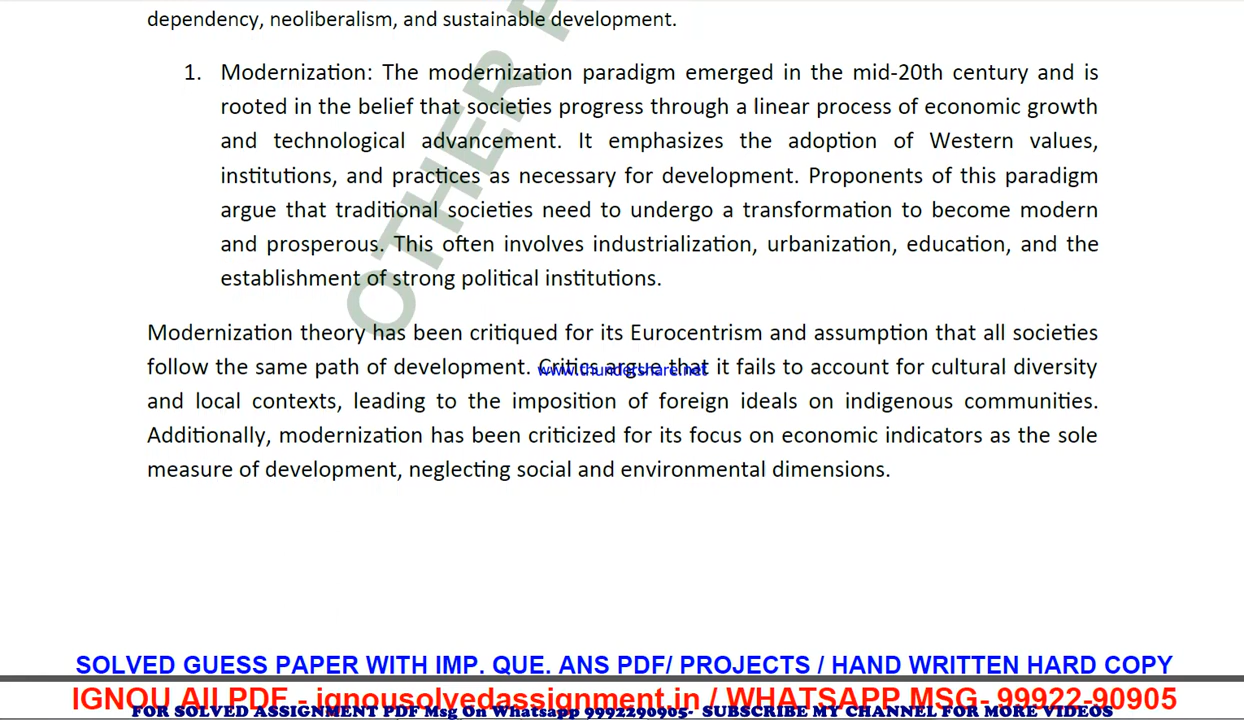 dependency, neoliberalism, and sustainable development.
1. Modernization: The modernization paradigm emerged in the mid-20th century and is
rooted in the belief that societies progress through a linear process of economic growth
and technological advancement. It emphasizes the adoption of Western values,
institutions, and practices as necessary for development. Proponents of this paradigm
argue that traditional societies need to undergo a transformation to become modern
and prosperous. This often involves industrialization, urbanization, education, and the
establishment of strong political institutions.
Modernization theory has been critiqued for its Eurocentrism and assumption that all societies
follow the same path of development. Critics argue that it fails to account for cultural diversity
www.thundershare.net
and local contexts, leading to the imposition of foreign ideals on indigenous communities.
Additionally, modernization has been criticized for its focus on economic indicators as the sole
measure of development, neglecting social and environmental dimensions.
OTHER
SOLVED GUESS PAPER WITH IMP. QUE. ANS PDF/ PROJECTS / HAND WRITTEN HARD COPY
IGNOU All PDF - ignousolvedassignment.in / WHATSAPP MSG- 99922-90905
FOR SOLVED ASSIGNMENT PDF Msg On Whatsapp 9992290905- SUBSCRIBE MY CHANNEL FOR MORE VIDEOS